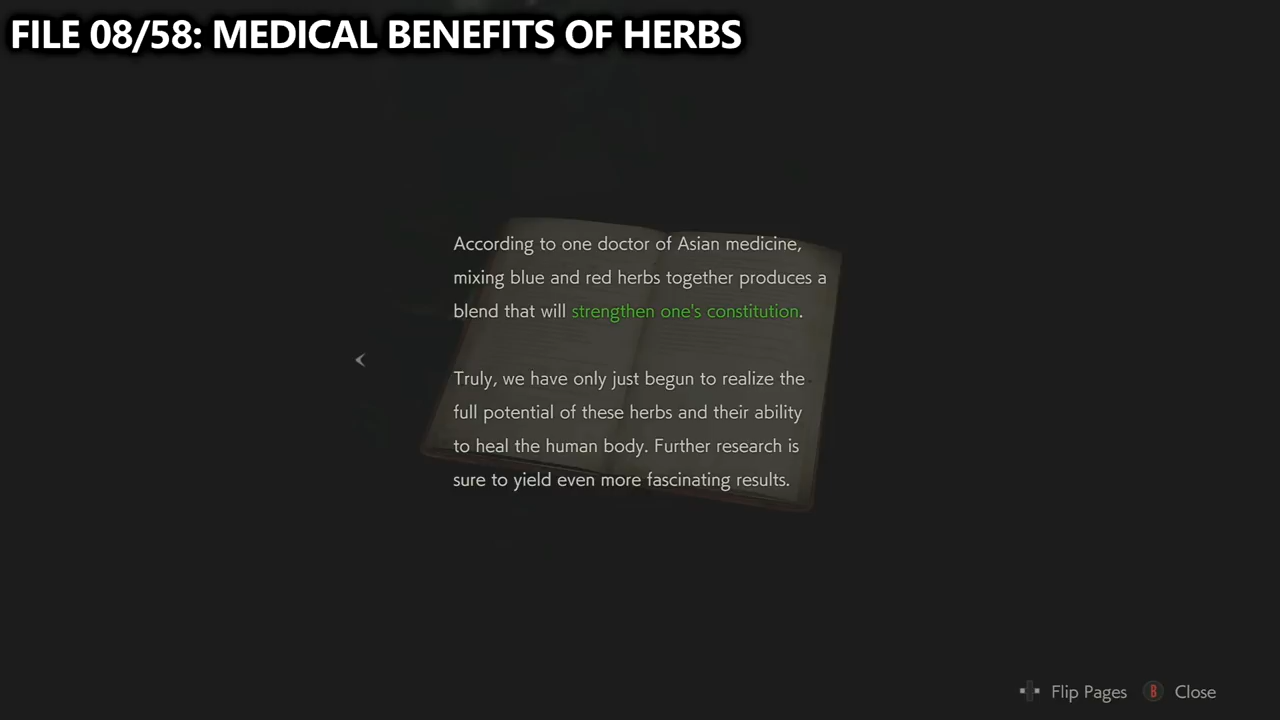 FILE 08/58: MEDICAL BENEFITS OF HERBS
According to one doctor of Asian medicine,
mixing blue and red herbs together produces a
blend that will strengthen one's constitution.
Truly, we have only just begun to realize the
full potential of these herbs and their ability
to heal the human body. Further research is
sure to yield even more fascinating results.
Flip Pages B Close